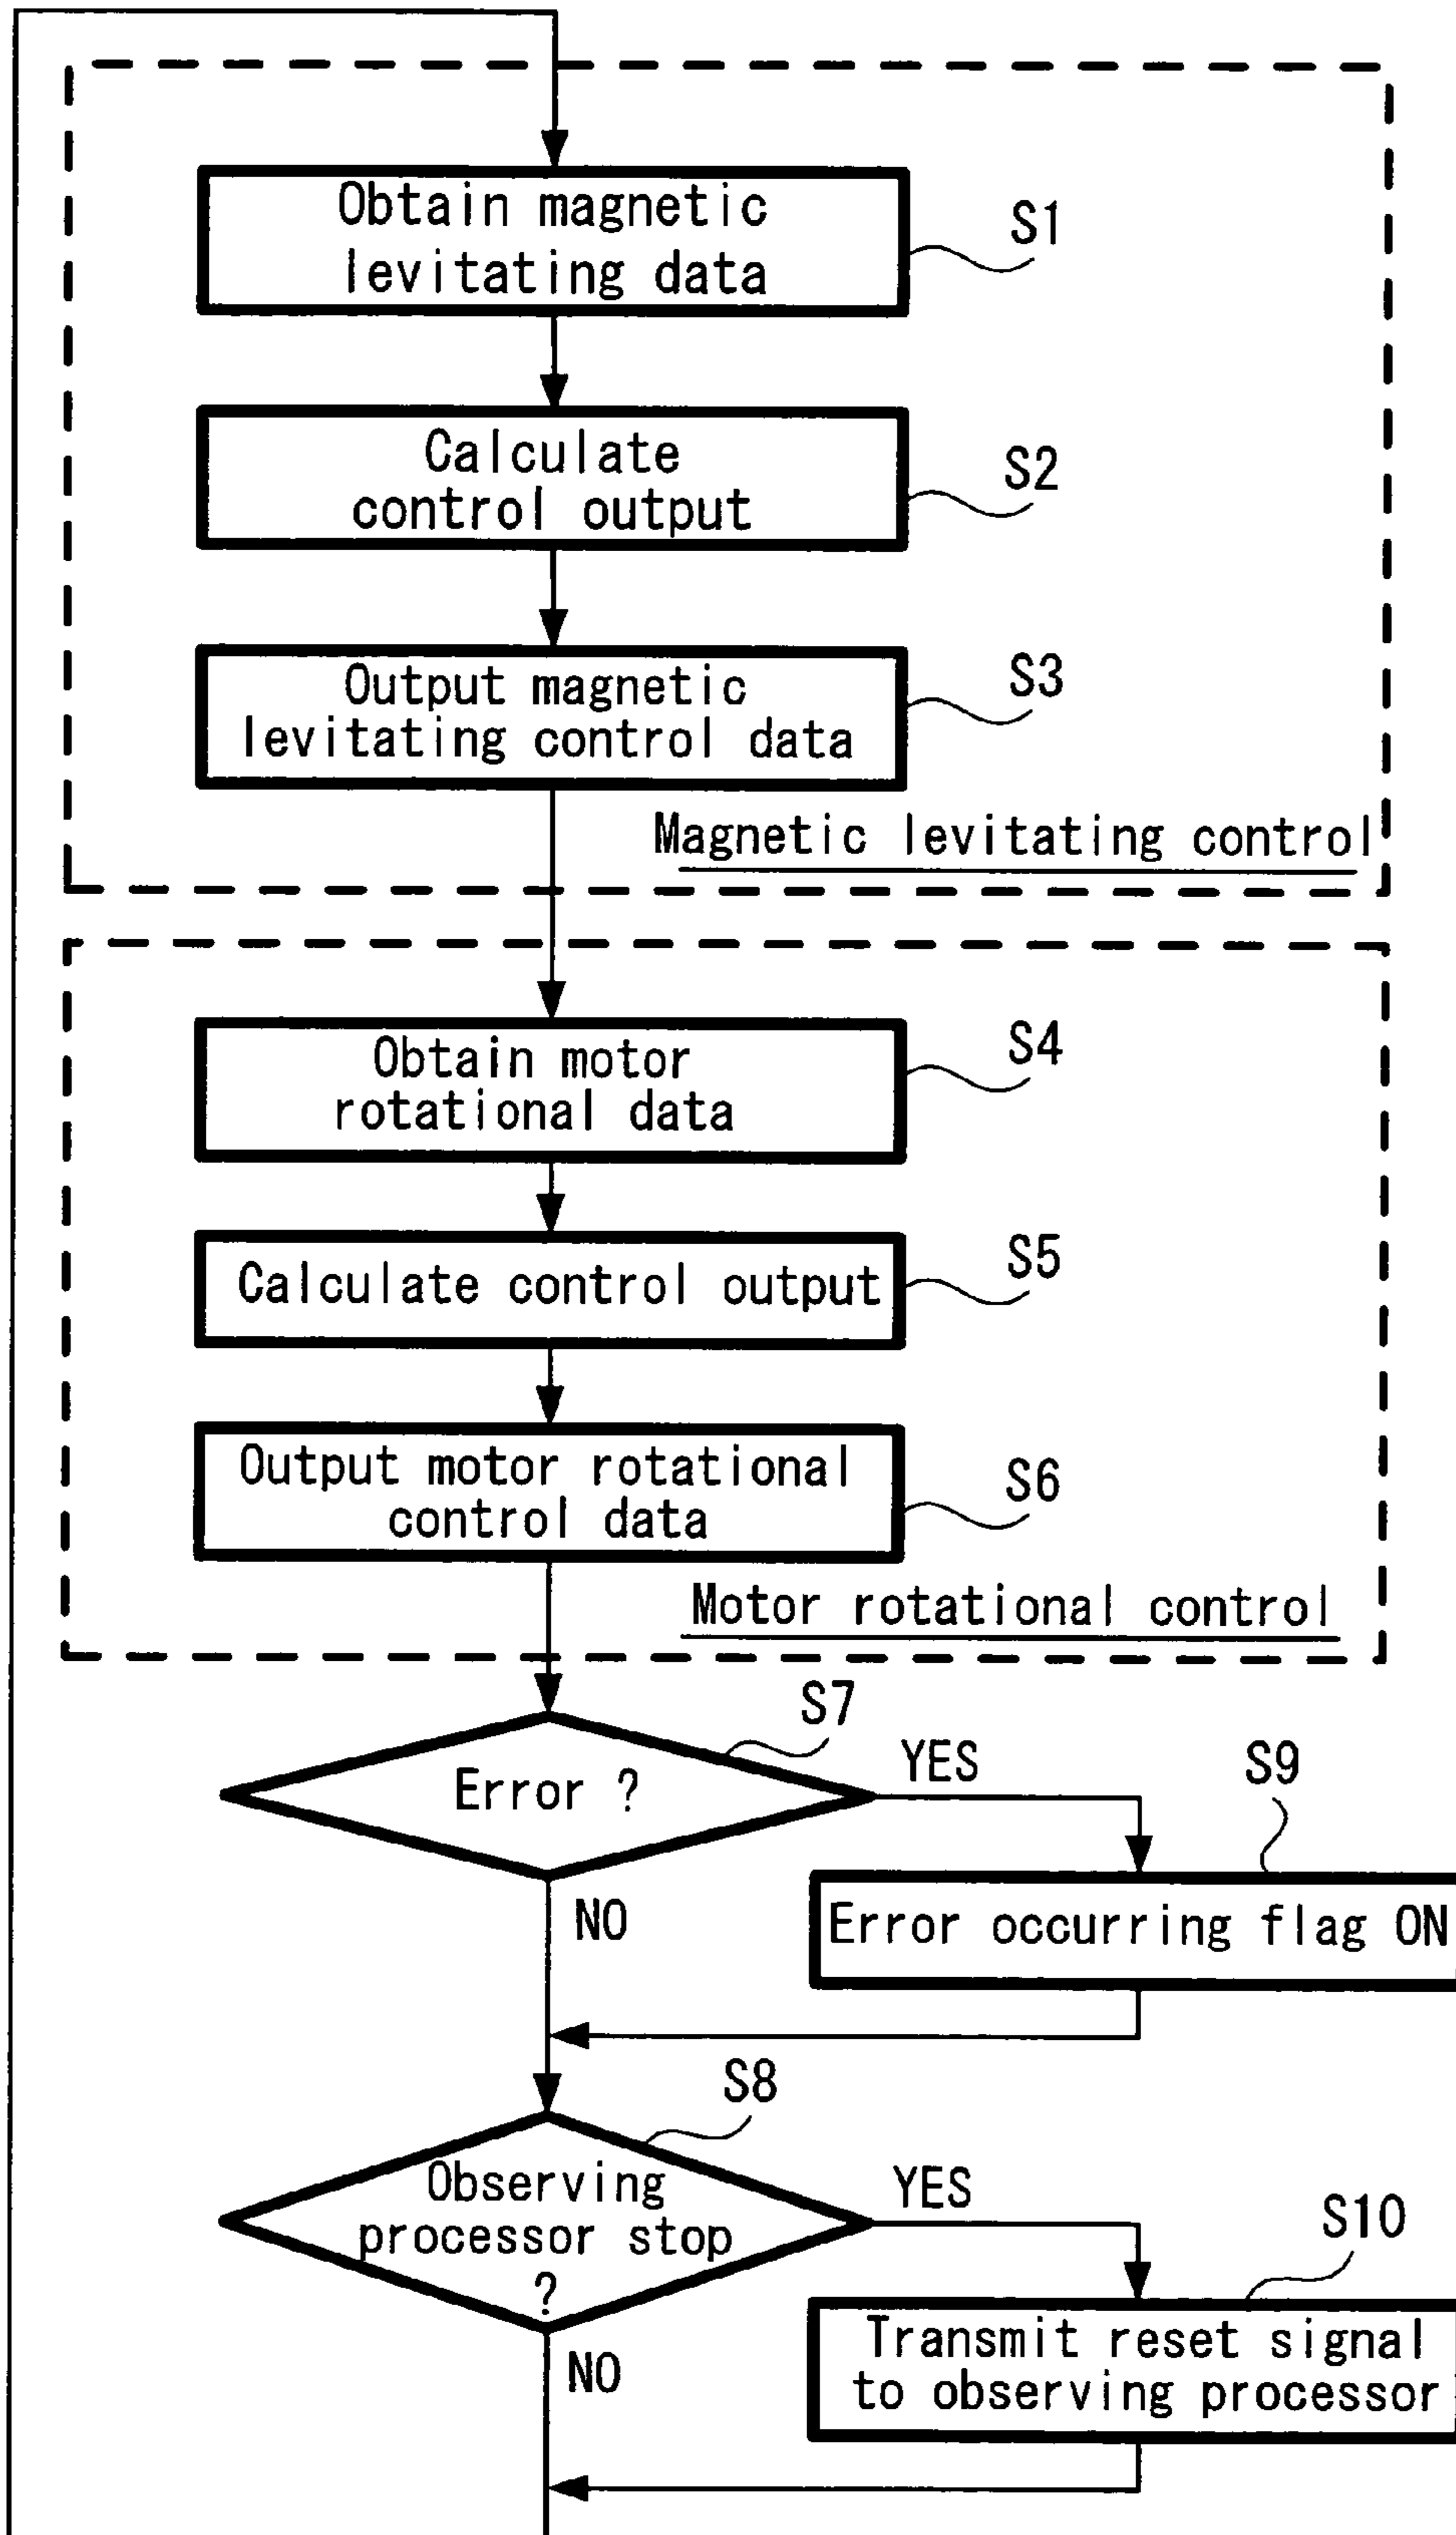 Obtain magnetic
levitating data
S1
Calculate
control output
S2
Output magnetic
levitating control data
S3
Magnetic levitating control
Obtain motor
rotational data
S4
Calculate control output
S5
Output motor rotational
control data
S6
Motor rotational control
S7
Error ?
YES
S9
Error occurring flag ON
NO
S8
Observing
processor stop
?
YES
S10
Transmit reset signal
to observing processor
NO